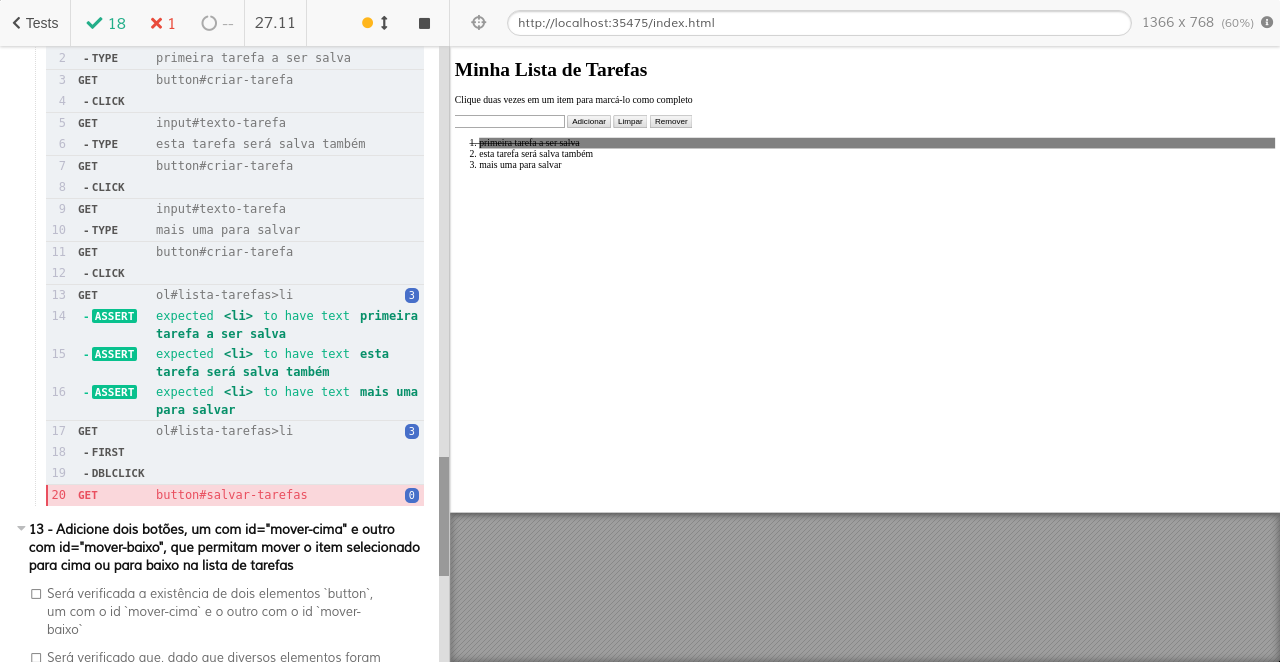 Tests 18 1 -- 27.11
http://localhost:35475/index.html 1366 x 768 (60%)
2 - TYPE primeira tarefa a ser salva
3 GET button#criar-tarefa
4 - CLICK
5 GET input#texto-tarefa
6 - TYPE esta tarefa será salva também
7 GET button#criar-tarefa
8 - CLICK
9 GET input#texto-tarefa
10 - TYPE mais uma para salvar
11 GET button#criar-tarefa
12 - CLICK
13 GET ol#lista-tarefas>li 3
14 - ASSERT expected <li> to have text primeira
tarefa a ser salva
15 - ASSERT expected <li> to have text esta
tarefa será salva também
16 - ASSERT expected <li> to have text mais uma
para salvar
17 GET ol#lista-tarefas>li 3
18 - FIRST
19 - DBLCLICK
20 GET button#salvar-tarefas 0
13 - Adicione dois botões, um com id="mover-cima" e outro
com id="mover-baixo", que permitam mover o item selecionado
para cima ou para baixo na lista de tarefas
Será verificada a existência de dois elementos `button`,
um com o id `mover-cima` e o outro com o id `mover-
baixo`
Será verificado que, dado que diversos elementos foram
Minha Lista de Tarefas
Clique duas vezes em um item para marcá-lo como completo
Adicionar Limpar Remover
1. primeira tarefa a ser salva
2. esta tarefa será salva também
3. mais uma para salvar